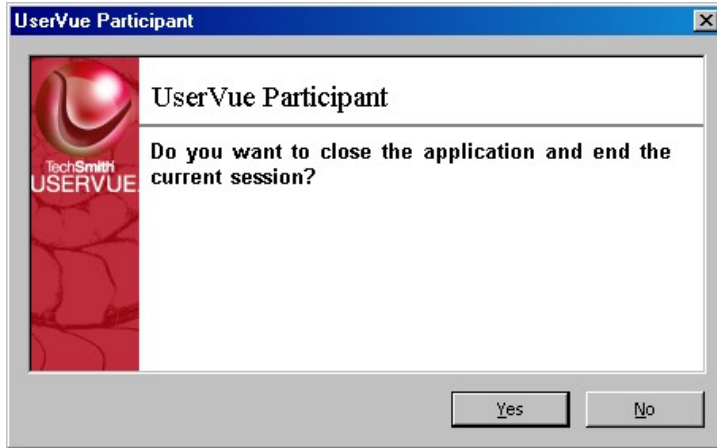 UserVue Participant
UserVue Participant
Do you want to close the application and end the
current session?
TechSmith
USERVUE
Yes
No